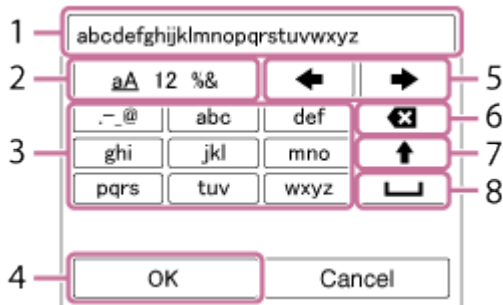 1 abcdefghijklmnopqrstuvwxyz
2 aA 12 %& 5
.-_@ abc def 6
3 ghi jkl mno 7
pqrs tuv wxyz 8
4 OK Cancel